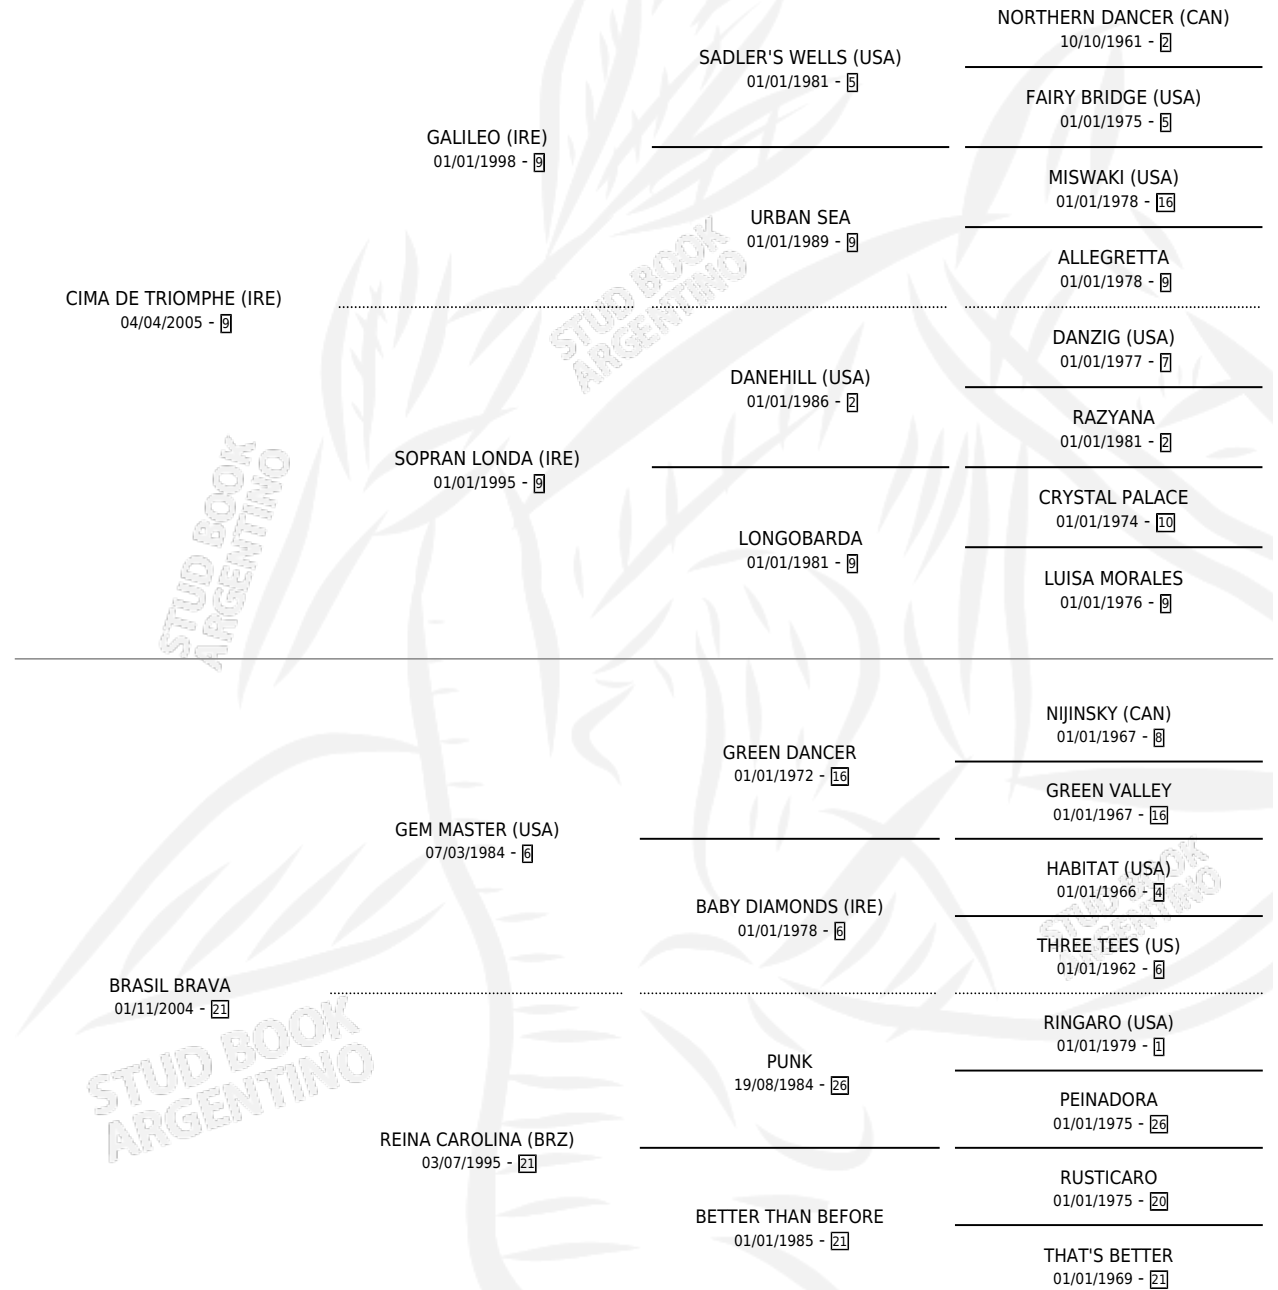 NORTHERN DANCER (CAN)
10/10/1961 - 2
SADLER'S WELLS (USA)
01/01/1981 - 5
FAIRY BRIDGE (USA)
01/01/1975 - 5
GALILEO (IRE)
01/01/1998 - 9
MISWAKI (USA)
01/01/1978 - 16
URBAN SEA
01/01/1989 - 9
ALLEGRETTA
01/01/1978 - 9
CIMA DE TRIOMPHE (IRE)
04/04/2005 - 9
STUD BOOK
ARGENTINO
DANZIG (USA)
01/01/1977 - 7
DANEHILL (USA)
01/01/1986 - 2
RAZYANA
01/01/1981 - 2
SOPRAN LONDA (IRE)
01/01/1995 - 9
CRYSTAL PALACE
01/01/1974 - 10
LONGOBARDA
01/01/1981 - 9
LUISA MORALES
01/01/1976 - 9
STUD BOOK
ARGENTINO
NIJINSKY (CAN)
01/01/1967 - 8
GREEN DANCER
01/01/1972 - 16
GREEN VALLEY
01/01/1967 - 16
GEM MASTER (USA)
07/03/1984 - 6
HABITAT (USA)
01/01/1966 - 4
BABY DIAMONDS (IRE)
01/01/1978 - 6
THREE TEES (US)
01/01/1962 - 6
STUD BOOK
ARGENTINO
BRASIL BRAVA
01/11/2004 - 21
RINGARO (USA)
01/01/1979 - 1
PUNK
19/08/1984 - 26
PEINADORA
01/01/1975 - 26
STUD BOOK
ARGENTINO
REINA CAROLINA (BRZ)
03/07/1995 - 21
RUSTICARO
01/01/1975 - 20
BETTER THAN BEFORE
01/01/1985 - 21
THAT'S BETTER
01/01/1969 - 21